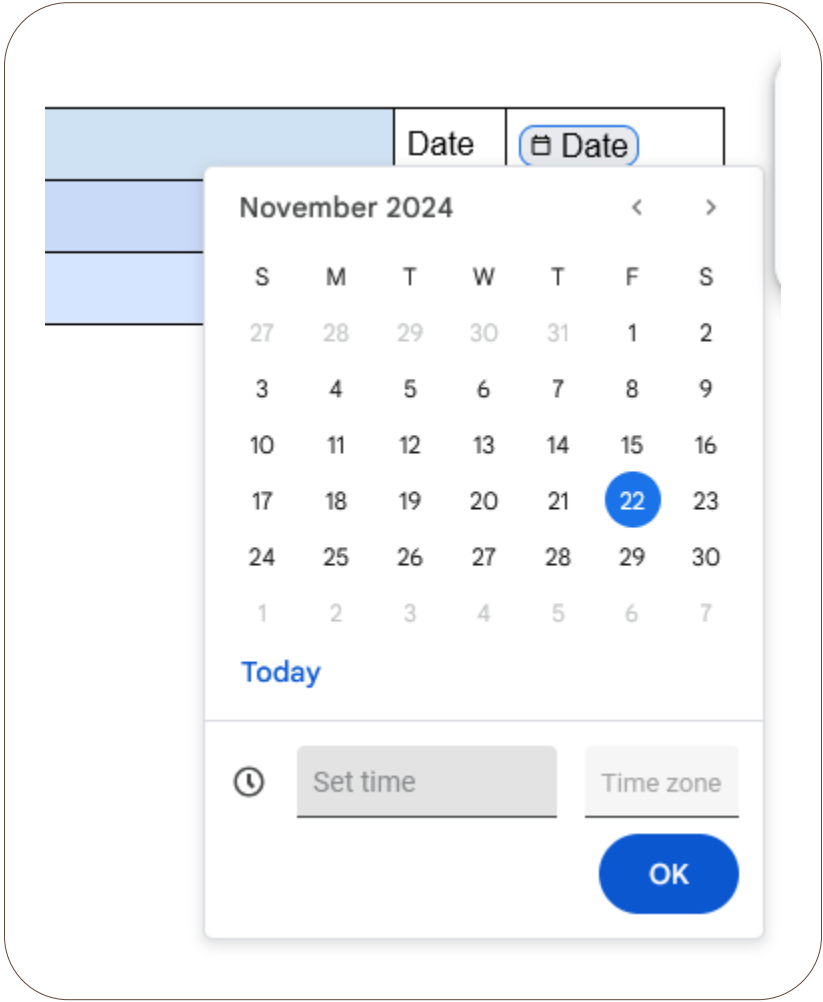 Date Date
November 2024
S M T W T F S
27 28 29 30 31 1 2
3 4 5 6 7 8 9
10 11 12 13 14 15 16
17 18 19 20 21 22 23
24 25 26 27 28 29 30
1 2 3 4 5 6 7
Today
Set time Time zone
OK